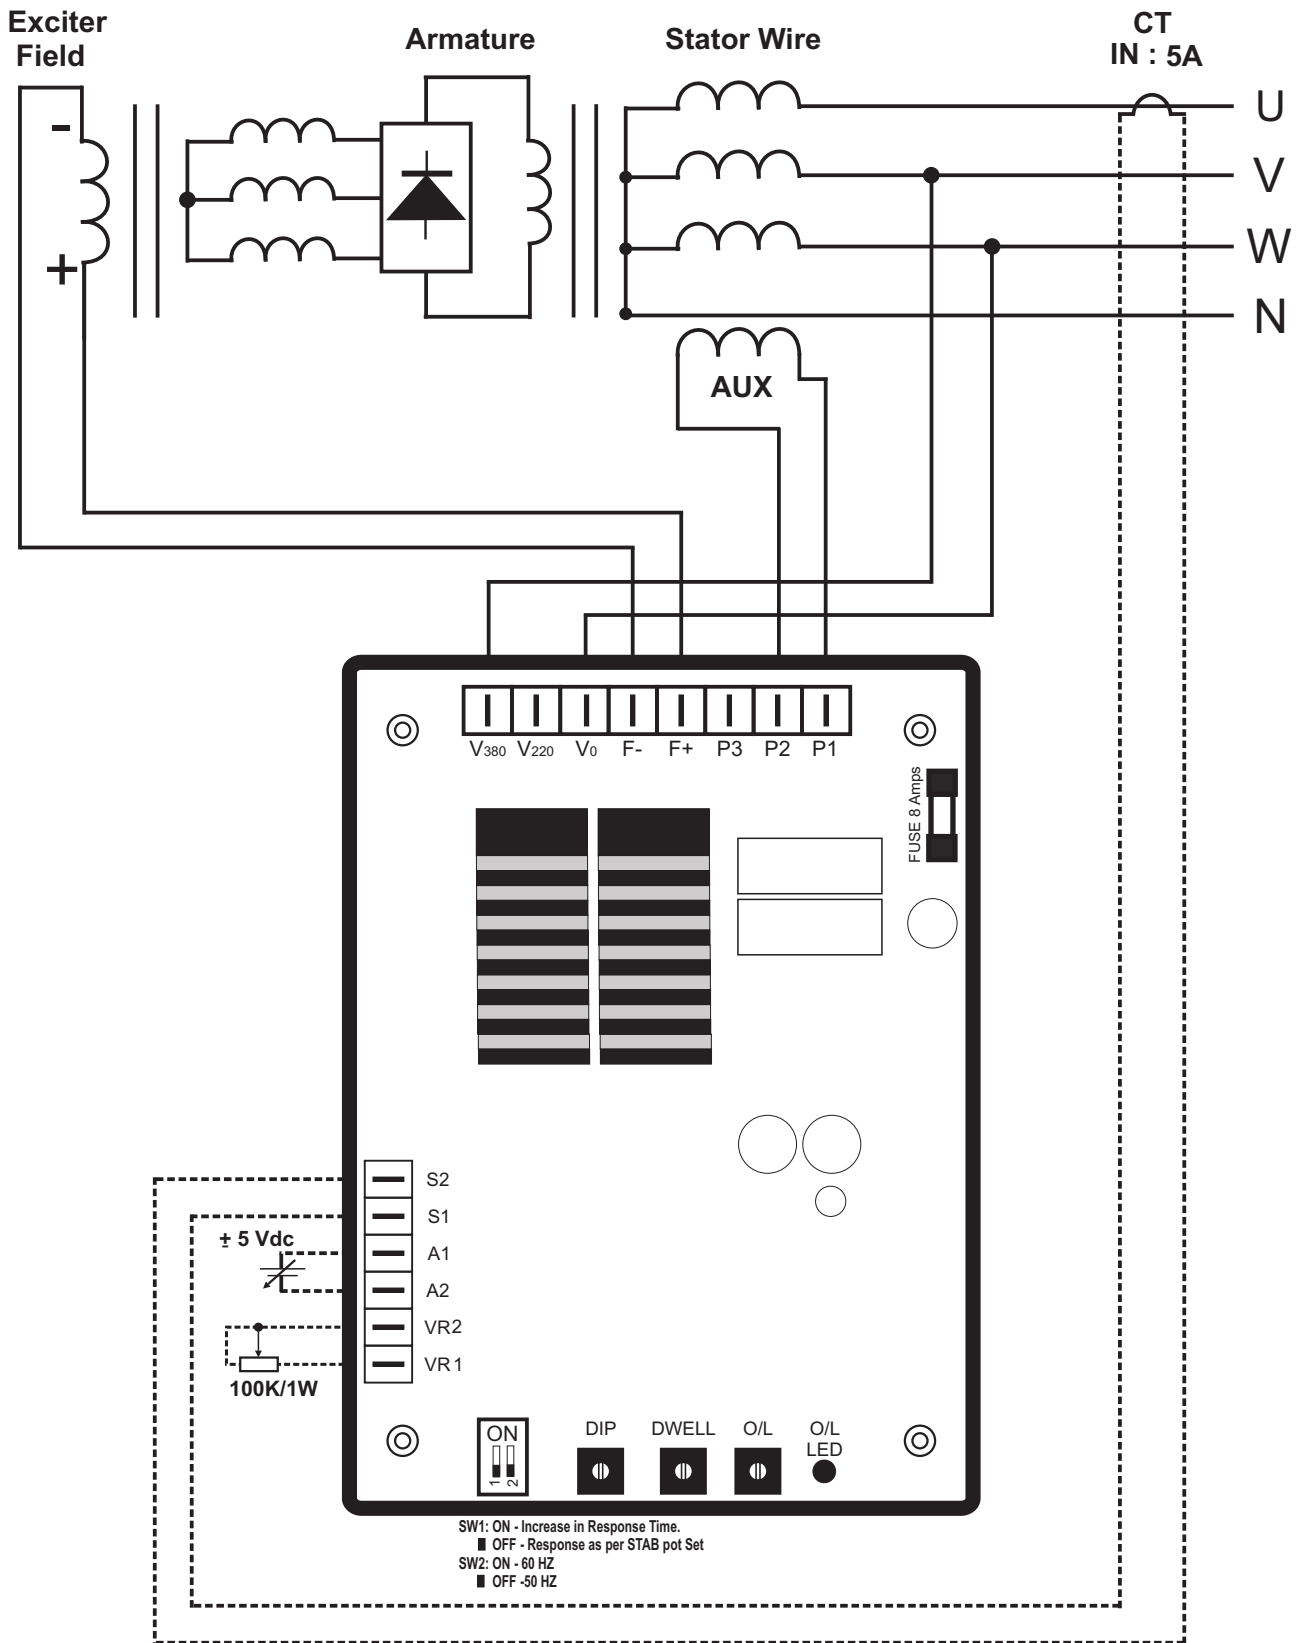 Exciter
Field
Armature
Stator Wire
CT
IN : 5A
U
V
W
N
-
+
AUX
V380 V220 V0 F- F+ P3 P2 P1
FUSE 8 Amps
S2
S1
± 5 Vdc
A1
A2
VR2
VR1
100K/1W
ON
1 2
DIP
DWELL
O/L
O/L
LED
SW1: ON - Increase in Response Time.
OFF - Response as per STAB pot Set
SW2: ON - 60 HZ
OFF -50 HZ